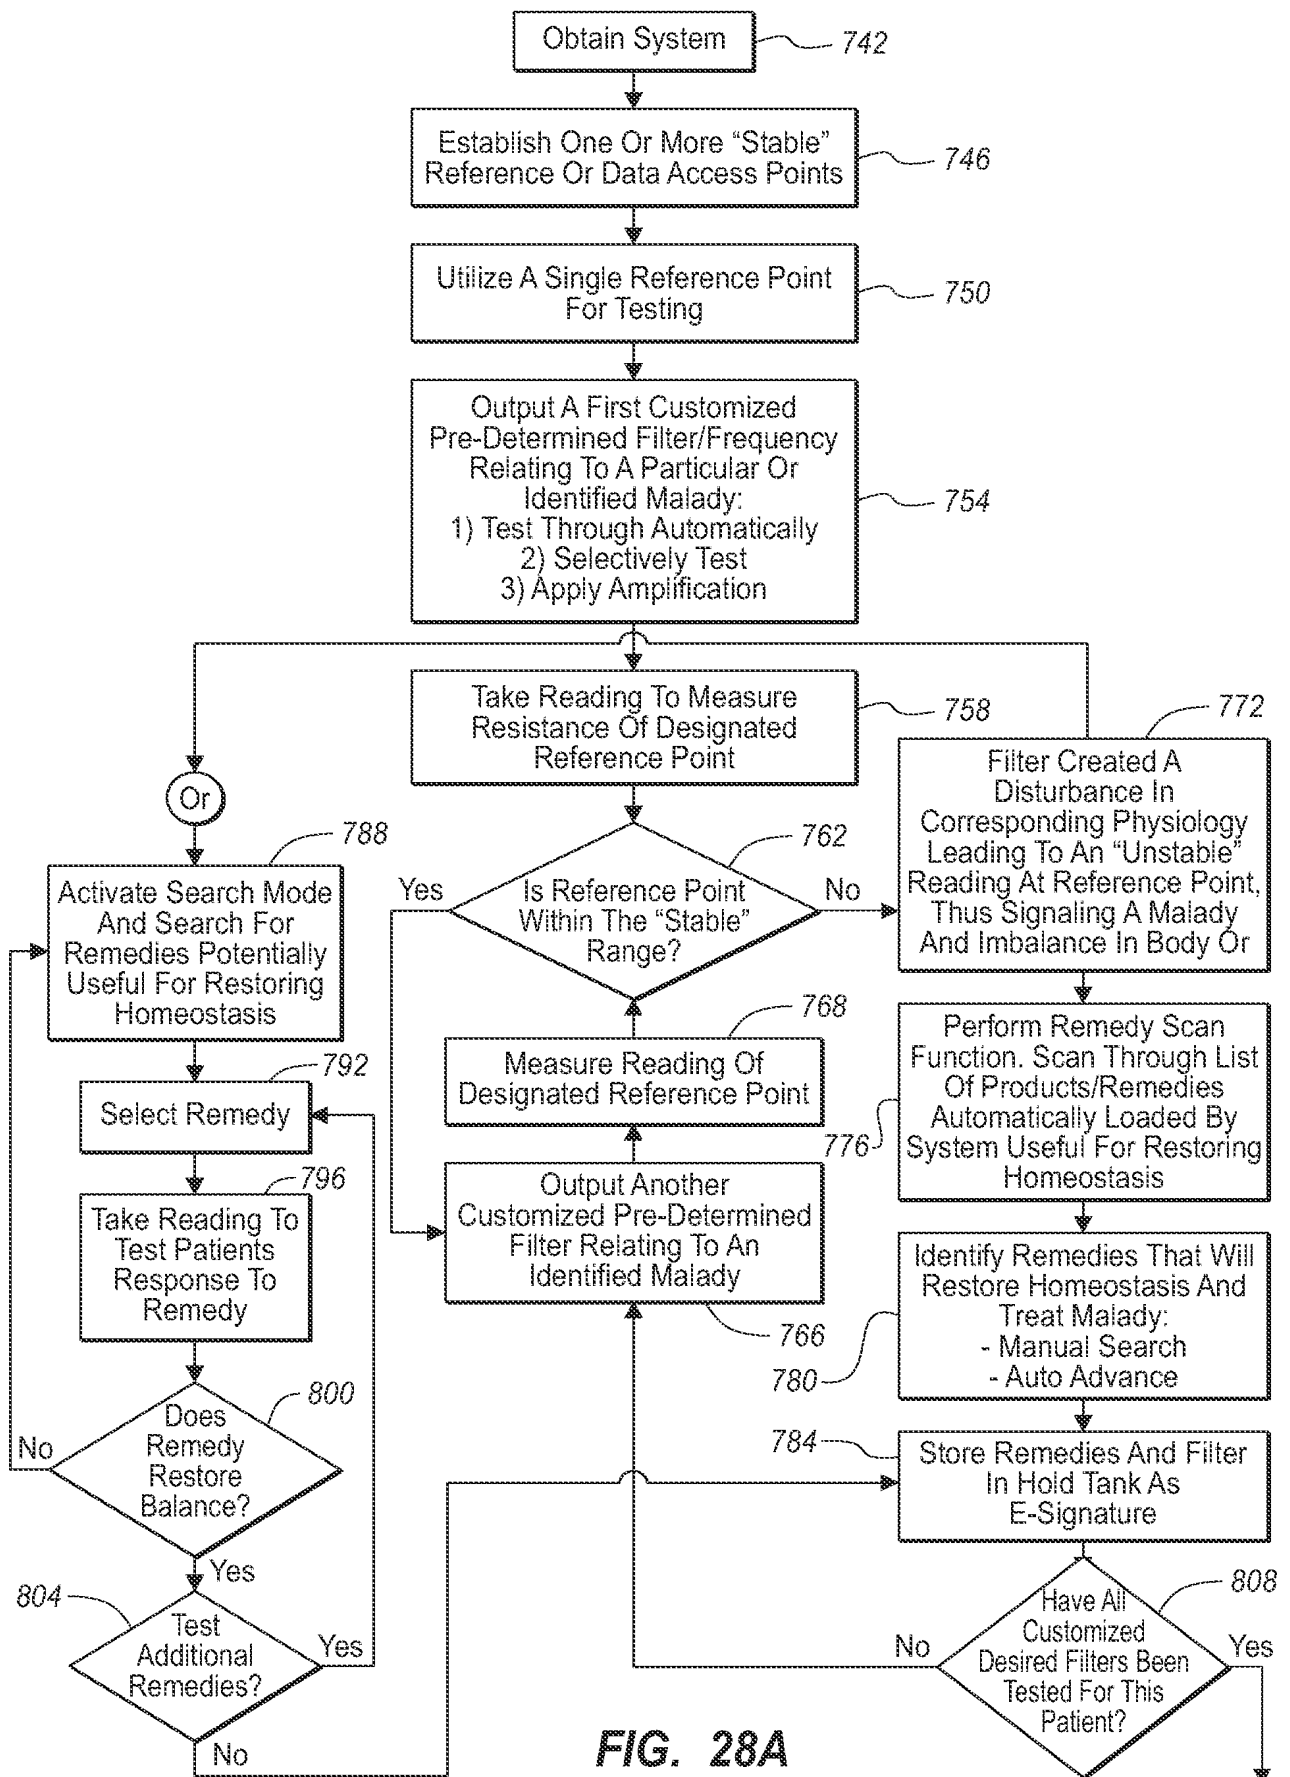 Obtain System
742
Establish One Or More “Stable”
Reference Or Data Access Points
746
Utilize A Single Reference Point
For Testing
750
Output A First Customized
Pre-Determined Filter/Frequency
Relating To A Particular Or
Identified Malady:
1) Test Through Automatically
2) Selectively Test
3) Apply Amplification
754
Take Reading To Measure
Resistance Of Designated
Reference Point
758
772
Filter Created A
Disturbance In
Corresponding Physiology
Leading To An “Unstable”
Reading At Reference Point,
Thus Signaling A Malady
And Imbalance In Body Or
Or
788
Activate Search Mode
And Search For
Remedies Potentially
Useful For Restoring
Homeostasis
762
Yes
Is Reference Point
Within The “Stable”
Range?
No
768
Measure Reading Of
Designated Reference Point
Perform Remedy Scan
Function. Scan Through List
Of Products/Remedies
Automatically Loaded By
System Useful For Restoring
Homeostasis
776
792
Select Remedy
796
Take Reading To
Test Patients
Response To
Remedy
Output Another
Customized Pre-Determined
Filter Relating To An
Identified Malady
766
Identify Remedies That Will
Restore Homeostasis And
Treat Malady:
- Manual Search
- Auto Advance
780
800
Does
Remedy
Restore
Balance?
No
Yes
784
Store Remedies And Filter
In Hold Tank As
E-Signature
804
Test
Additional
Remedies?
Yes
No
808
Have All
Customized
Desired Filters Been
Tested For This
Patient?
No
Yes
FIG. 28A